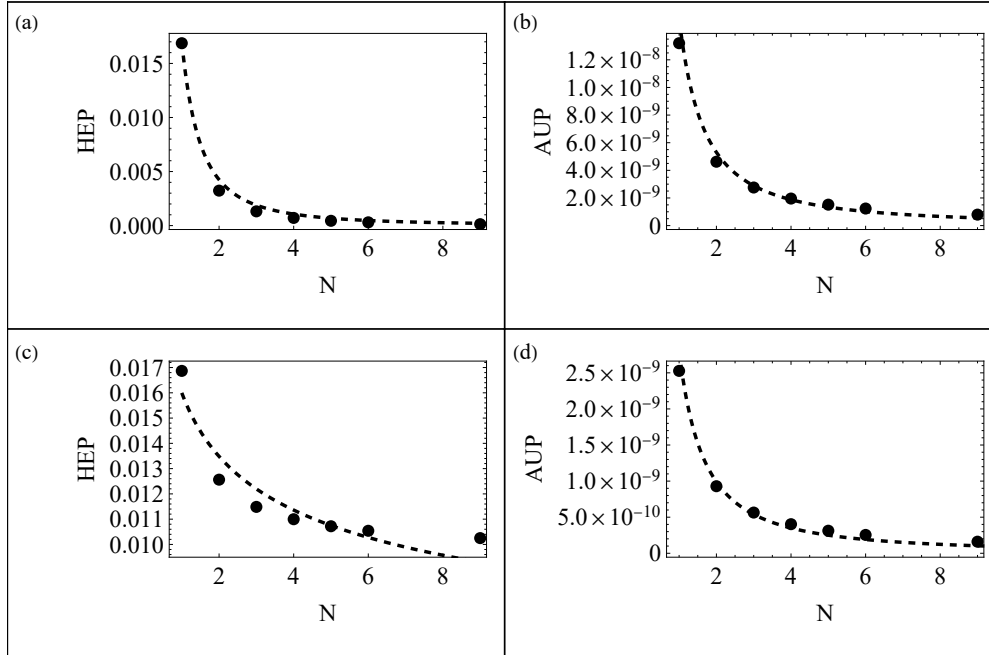 (a)
HEP
0.015
0.010
0.005
0.000
2 4 6 8
N
(b)
AUP
1.2×10⁻⁸
1.0×10⁻⁸
8.0×10⁻⁹
6.0×10⁻⁹
4.0×10⁻⁹
2.0×10⁻⁹
0
2 4 6 8
N
(c)
HEP
0.017
0.016
0.015
0.014
0.013
0.012
0.011
0.010
2 4 6 8
N
(d)
AUP
2.5×10⁻⁹
2.0×10⁻⁹
1.5×10⁻⁹
1.0×10⁻⁹
5.0×10⁻¹⁰
0
2 4 6 8
N